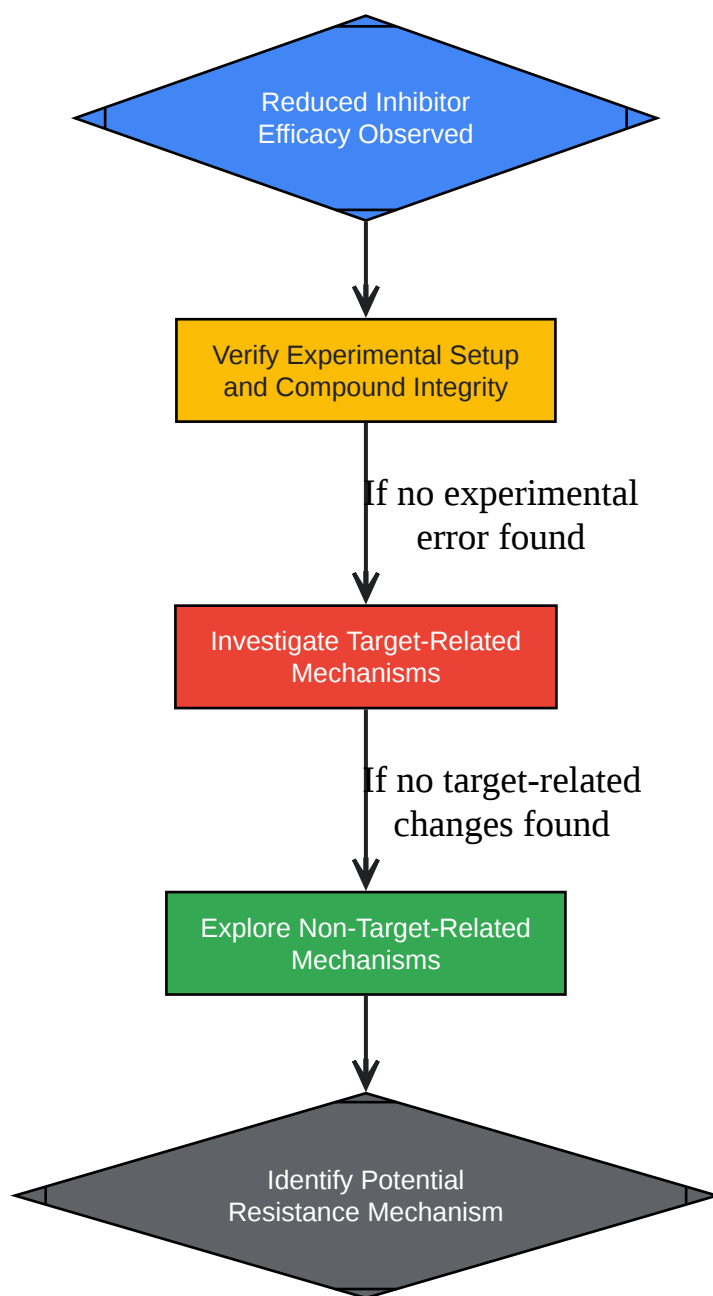 Reduced Inhibitor
Efficacy Observed
Verify Experimental Setup
and Compound Integrity
If no experimental
error found
Investigate Target-Related
Mechanisms
If no target-related
changes found
Explore Non-Target-Related
Mechanisms
Identify Potential
Resistance Mechanism